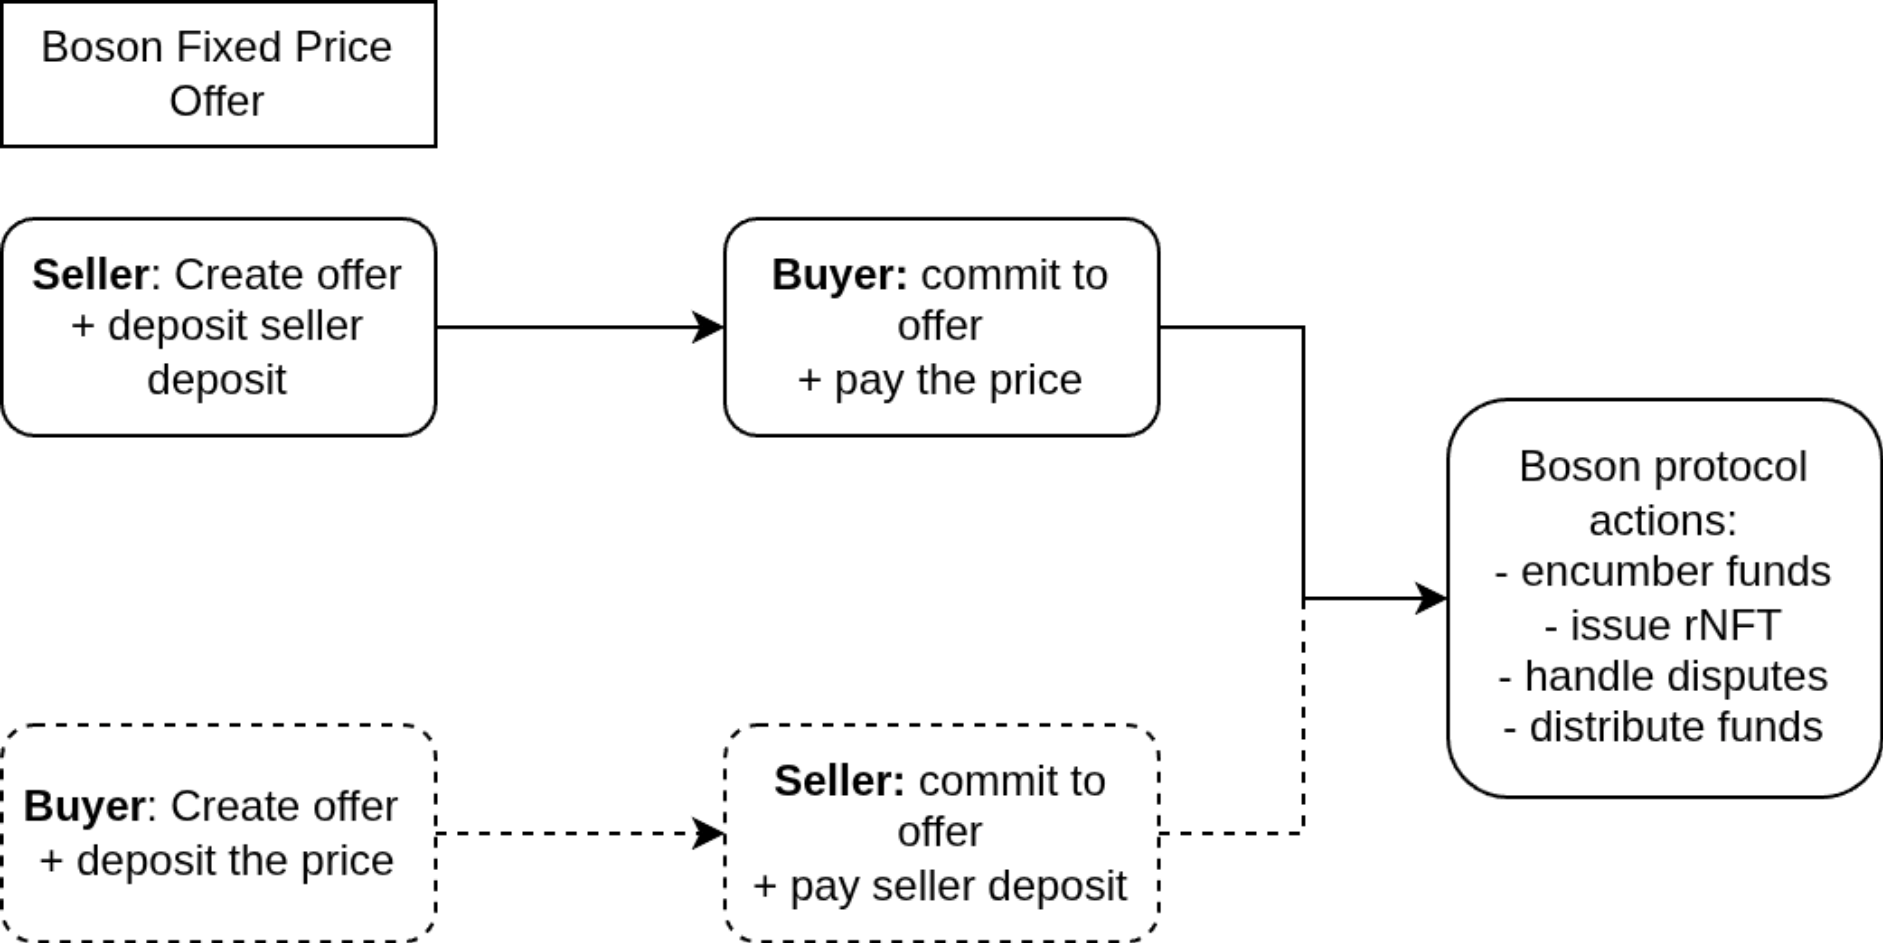 Boson Fixed Price
Offer
Seller: Create offer
+ deposit seller
deposit
Buyer: commit to
offer
+ pay the price
Boson protocol
actions:
- encumber funds
- issue rNFT
- handle disputes
- distribute funds
Buyer: Create offer
+ deposit the price
Seller: commit to
offer
+ pay seller deposit